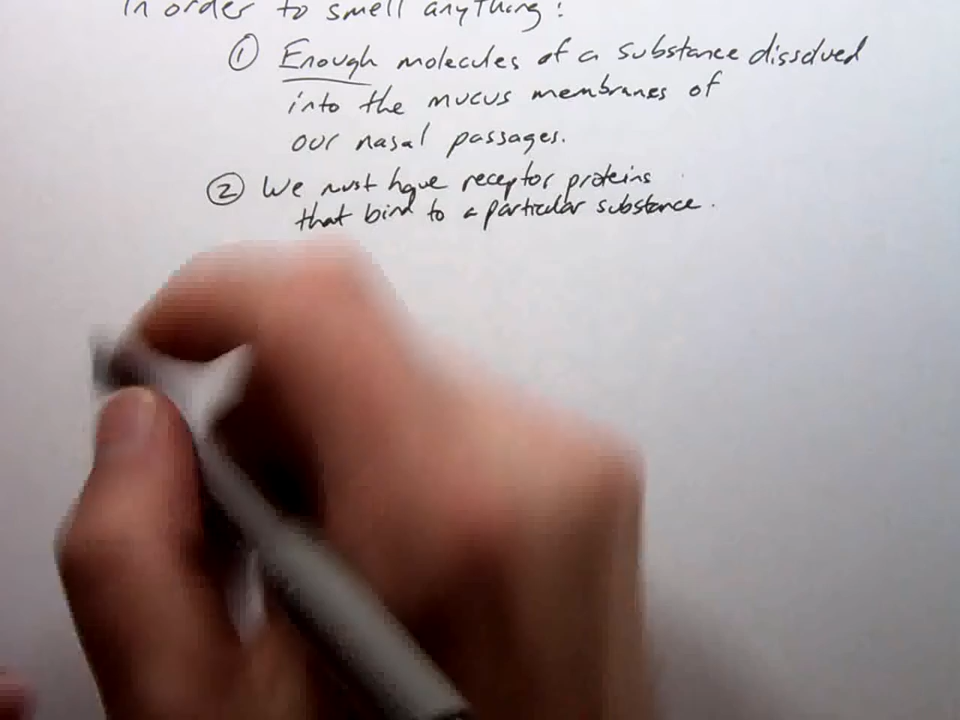 In order to smell anything:
① Enough molecules of a substance dissolved
into the mucus membranes of
our nasal passages.
② We must have receptor proteins
that bind to a particular substance.